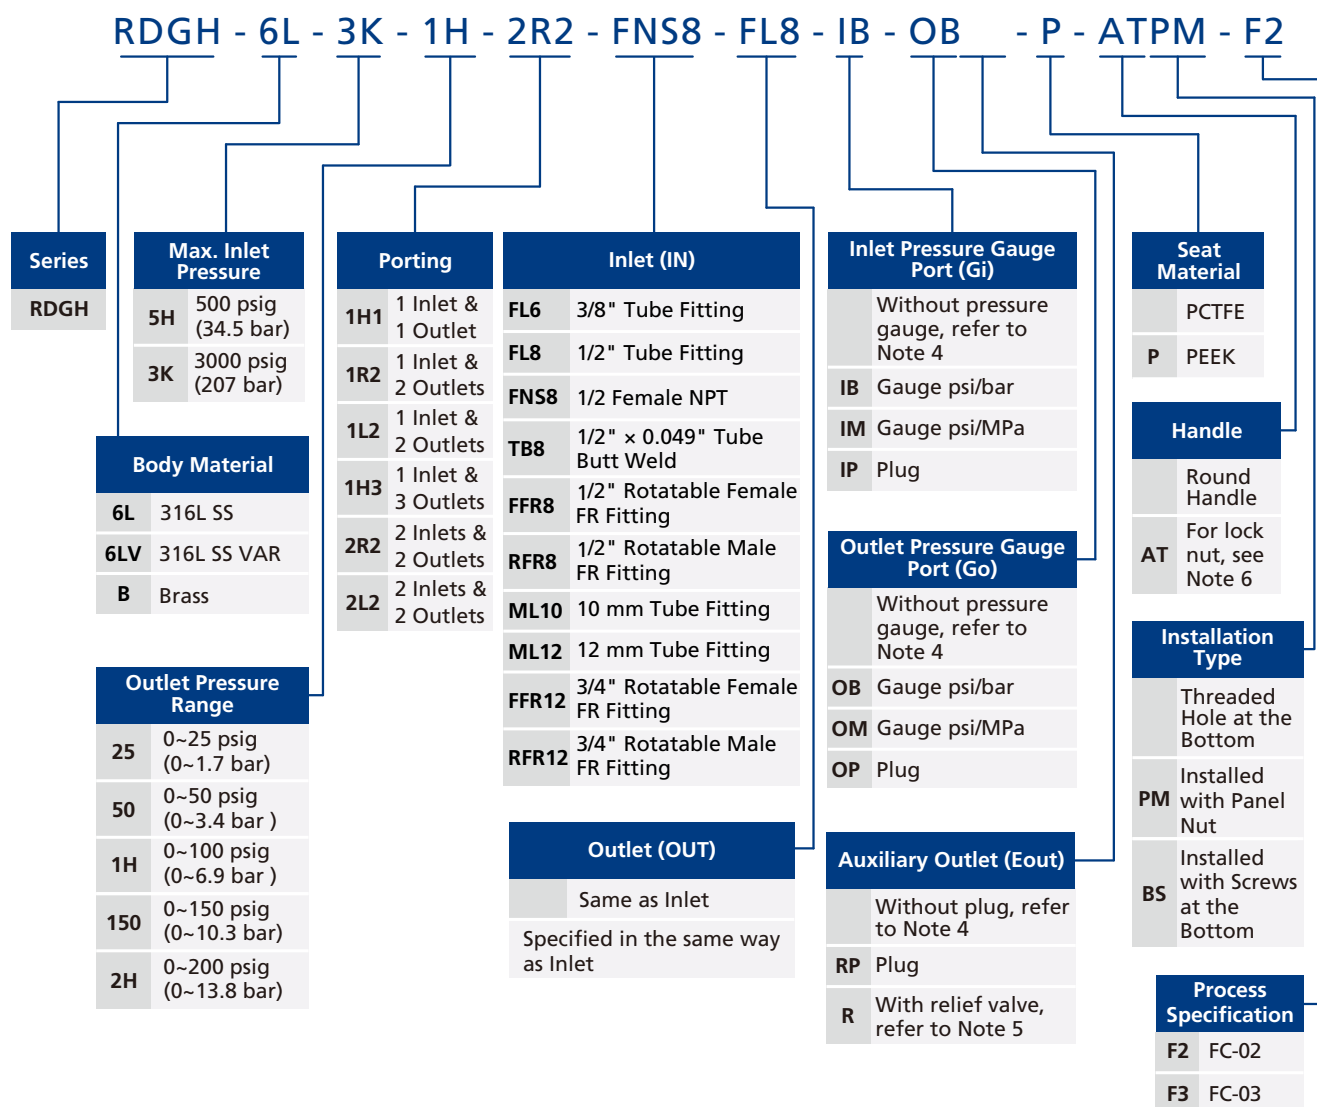 RDGH - 6L - 3K - 1H - 2R2 - FNS8 - FL8 - IB - OB - P - ATPM - F2
Series
RDGH
Max. Inlet
Pressure
5H 500 psig
(34.5 bar)
3K 3000 psig
(207 bar)
Body Material
6L 316L SS
6LV 316L SS VAR
B Brass
Outlet Pressure
Range
25 0~25 psig
(0~1.7 bar)
50 0~50 psig
(0~3.4 bar )
1H 0~100 psig
(0~6.9 bar )
150 0~150 psig
(0~10.3 bar)
2H 0~200 psig
(0~13.8 bar)
Porting
1H1 1 Inlet &
1 Outlet
1R2 1 Inlet &
2 Outlets
1L2 1 Inlet &
2 Outlets
1H3 1 Inlet &
3 Outlets
2R2 2 Inlets &
2 Outlets
2L2 2 Inlets &
2 Outlets
Inlet (IN)
FL6 3/8" Tube Fitting
FL8 1/2" Tube Fitting
FNS8 1/2 Female NPT
TB8 1/2" × 0.049" Tube
Butt Weld
FFR8 1/2" Rotatable Female
FR Fitting
RFR8 1/2" Rotatable Male
FR Fitting
ML10 10 mm Tube Fitting
ML12 12 mm Tube Fitting
FFR12 3/4" Rotatable Female
FR Fitting
RFR12 3/4" Rotatable Male
FR Fitting
Outlet (OUT)
Same as Inlet
Specified in the same way
as Inlet
Inlet Pressure Gauge
Port (Gi)
Without pressure
gauge, refer to
Note 4
IB Gauge psi/bar
IM Gauge psi/MPa
IP Plug
Outlet Pressure Gauge
Port (Go)
Without pressure
gauge, refer to
Note 4
OB Gauge psi/bar
OM Gauge psi/MPa
OP Plug
Auxiliary Outlet (Eout)
Without plug, refer
to Note 4
RP Plug
R With relief valve,
refer to Note 5
Seat
Material
PCTFE
P PEEK
Handle
Round
Handle
AT For lock
nut, see
Note 6
Installation
Type
Threaded
Hole at the
Bottom
PM Installed
with Panel
Nut
BS Installed
with Screws
at the
Bottom
Process
Specification
F2 FC-02
F3 FC-03